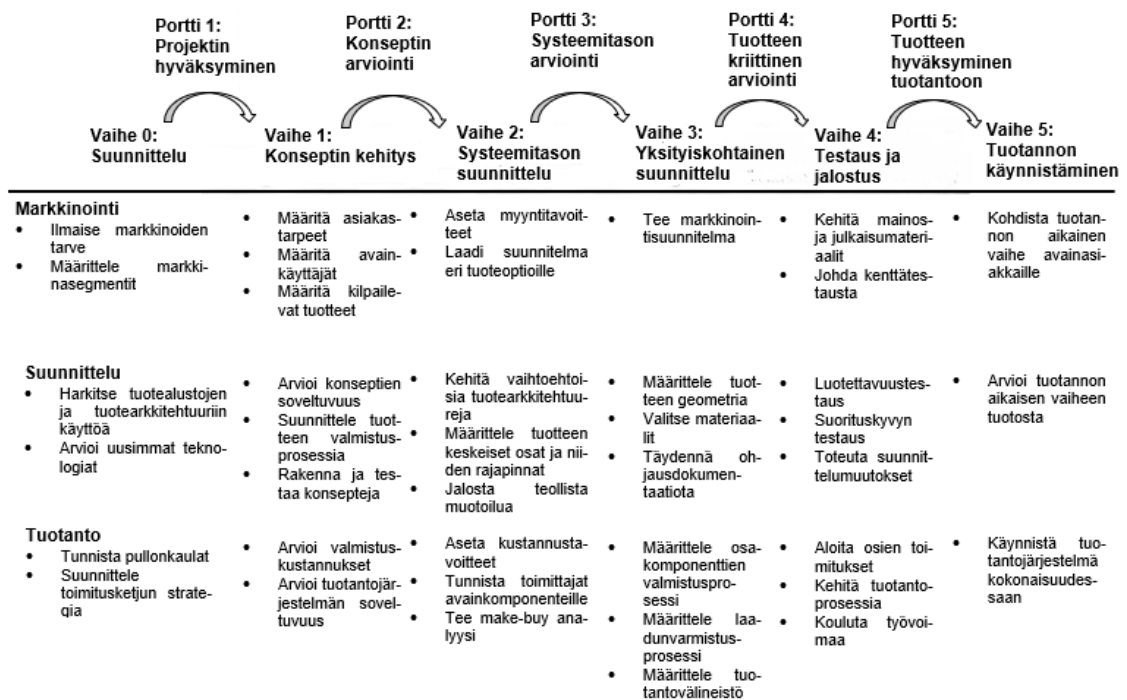 Portti 1:
Projektin
hyväksyminen
Portti 2:
Konseptin
arviointi
Portti 3:
Systeemitason
arviointi
Portti 4:
Tuotteen
kriittinen
arviointi
Portti 5:
Tuotteen
hyväksyminen
tuotantoon
Vaihe 0:
Suunnittelu
Vaihe 1:
Konseptin kehitys
Vaihe 2:
Systeemitason
suunnittelu
Vaihe 3:
Yksityiskohtainen
suunnittelu
Vaihe 4:
Testaus ja
jalostus
Vaihe 5:
Tuotannon
käynnistäminen
Markkinointi
• Ilmaise markkinoiden
tarve
• Määrittele markki-
nasegmentit
• Määritä asiakas-
tarpeet
• Määritä avain-
käyttäjät
• Määritä kilpaile-
vat tuotteet
• Aseta myyntitavoit-
teet
• Laadi suunnitelma
eri tuoteoptioille
• Tee markkinoin-
tisuunnitelma
• Kehitä mainos-
ja julkaisumateri-
aalit
• Johda kenttätes-
tausta
• Kohdista tuotan-
non aikainen
vaihe avainasi-
akkaille
Suunnittelu
• Harkitse tuotealustojen
ja tuotearkkitehtuuriin
käyttöä
• Arvioi uusimmat tekno-
logiat
• Arvioi konseptien
soveltuvuus
• Suunnittele tuot-
teen valmistus-
prosessia
• Rakenna ja tes-
taa konsepteja
• Kehitä vaihtoehtoi-
sia tuotearkkitehtuu-
reja
• Määrittele tuotteen
keskeiset osat ja nii-
den rajapinnat
• Jalosta teollista
muotoilua
• Määrittele tuot-
teen geometria
• Valitse materiaa-
lit
• Täydennä oh-
jausdokumen-
taatiota
• Luotettavuustes-
taus
• Suorituskyvyn
testaus
• Toteuta suunnit-
telumuutokset
• Arvioi tuotannon
aikaisen vaiheen
tuotosta
Tuotanto
• Tunnista pullonkaulat
• Suunnittele
toimitusketjun strate-
gia
• Arvioi valmistus-
kustannukset
• Arvioi tuotantojär-
jestelmän sovel-
tuvuus
• Aseta kustannusta-
voitteet
• Tunnista toimittajat
avainkomponenteille
• Tee make-buy ana-
lyysi
• Määrittele osa-
komponenttien
valmistuspro-
sessi
• Määrittele laa-
dunvarmistus-
prosessi
• Määrittele tuo-
tantovälineistö
• Aloita osien toi-
mitukset
• Kehitä tuotanto-
prosessia
• Kouluta työvoi-
maa
• Käynnistä tuo-
tantojärjestelmä
kokonaisuudes-
saan